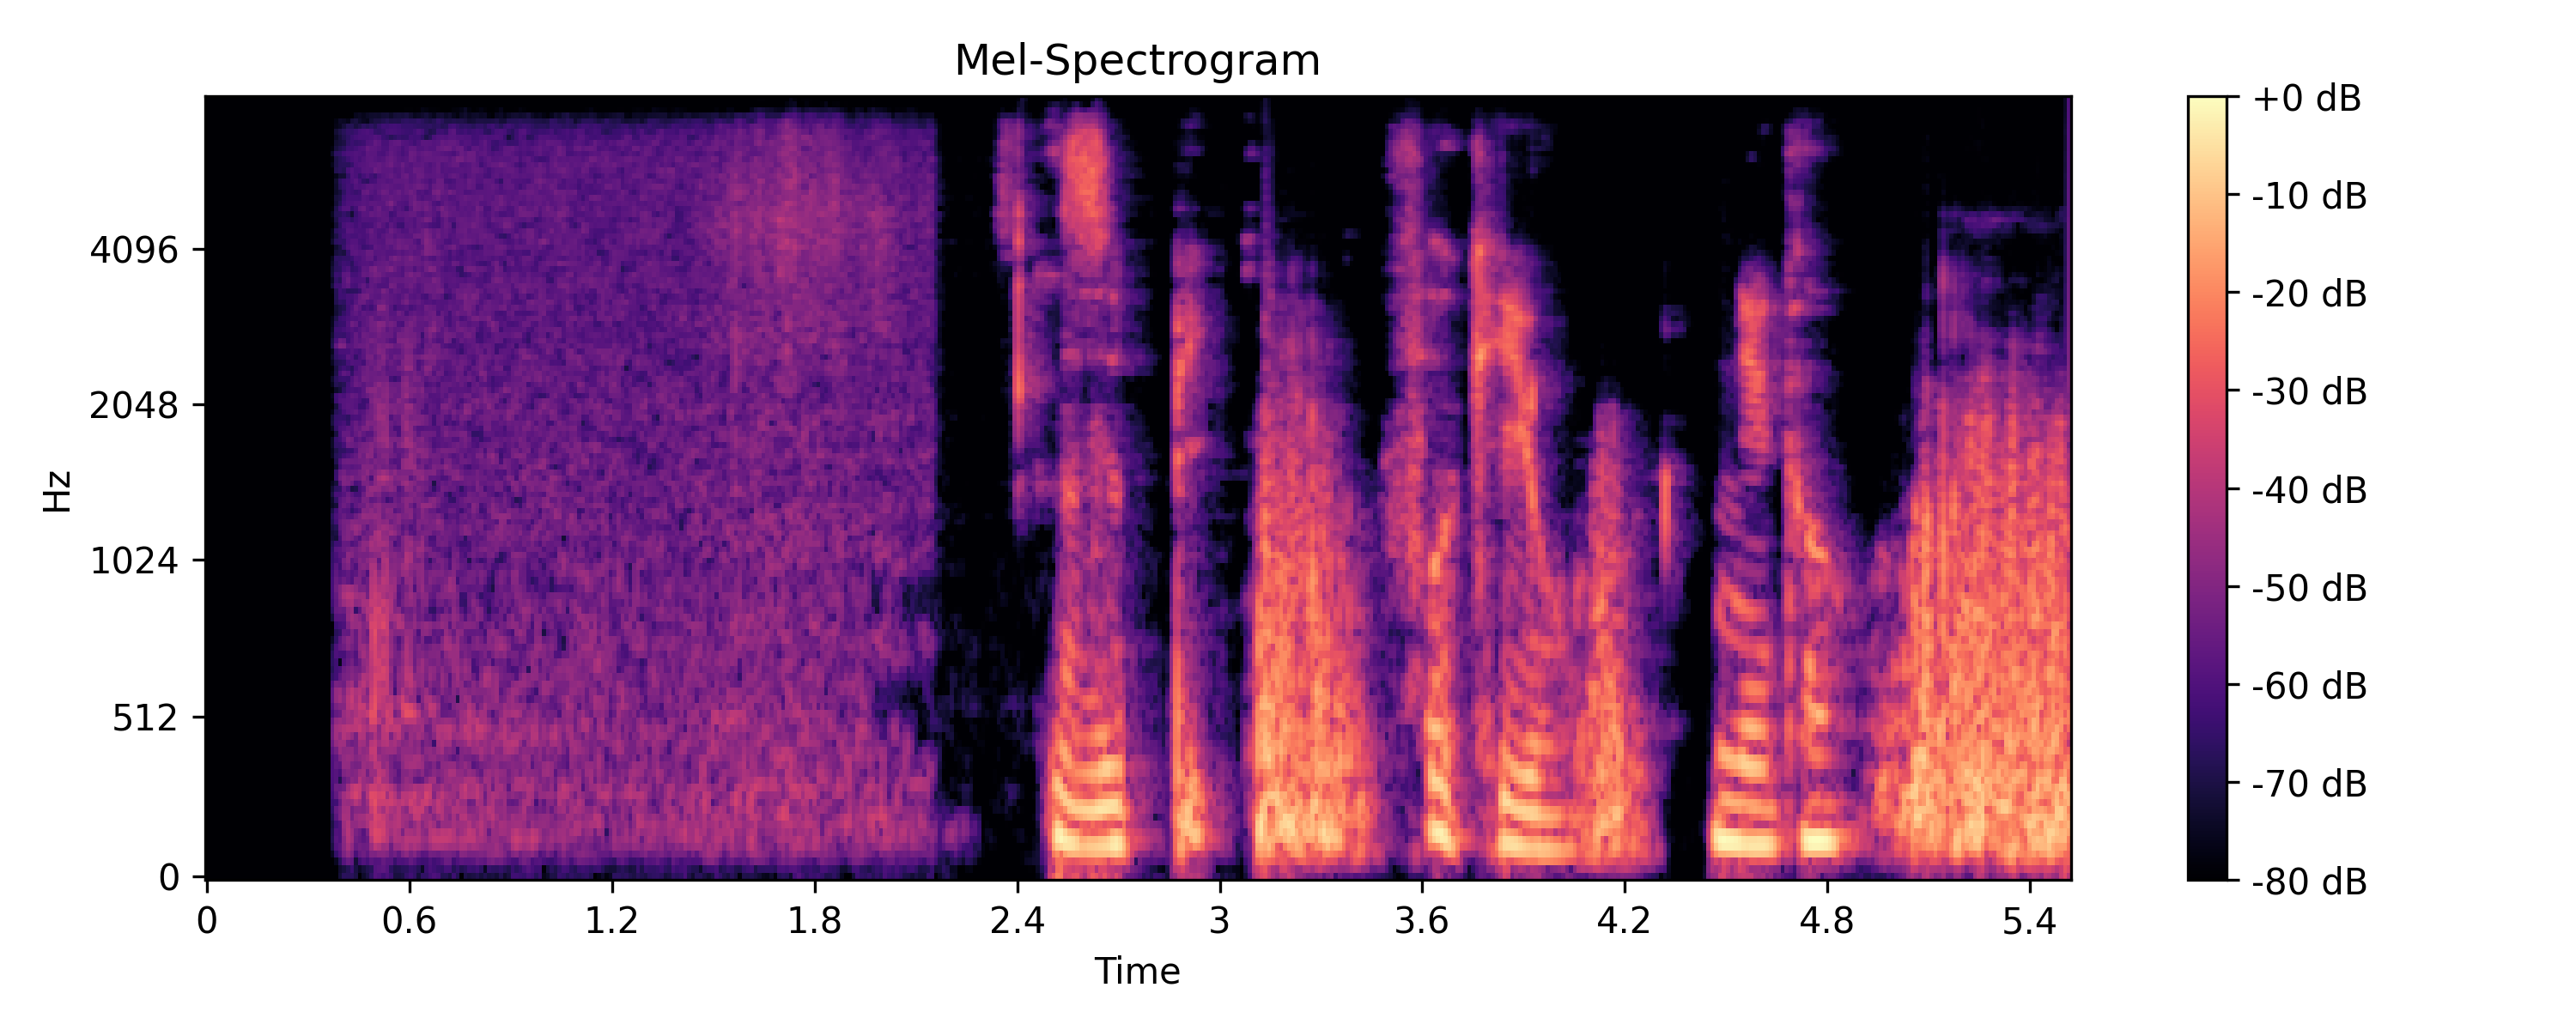 Mel-Spectrogram
+0 dB
-10 dB
-20 dB
-30 dB
-40 dB
-50 dB
-60 dB
-70 dB
-80 dB
4096
2048
1024
512
0
Hz
0 0.6 1.2 1.8 2.4 3 3.6 4.2 4.8 5.4
Time